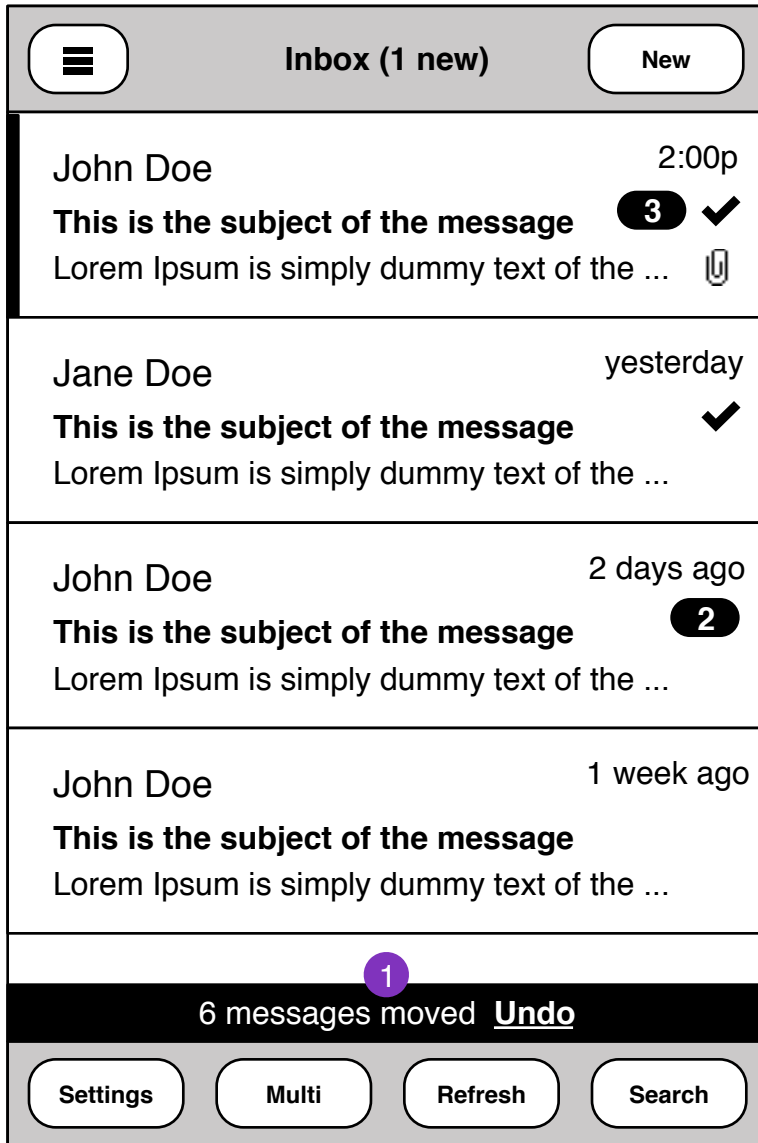 Inbox (1 new)
New
John Doe
2:00p
This is the subject of the message
3
Lorem Ipsum is simply dummy text of the ...
Jane Doe
yesterday
This is the subject of the message
Lorem Ipsum is simply dummy text of the ...
John Doe
2 days ago
This is the subject of the message
2
Lorem Ipsum is simply dummy text of the ...
John Doe
1 week ago
This is the subject of the message
Lorem Ipsum is simply dummy text of the ...
1
6 messages moved Undo
Settings Multi Refresh Search